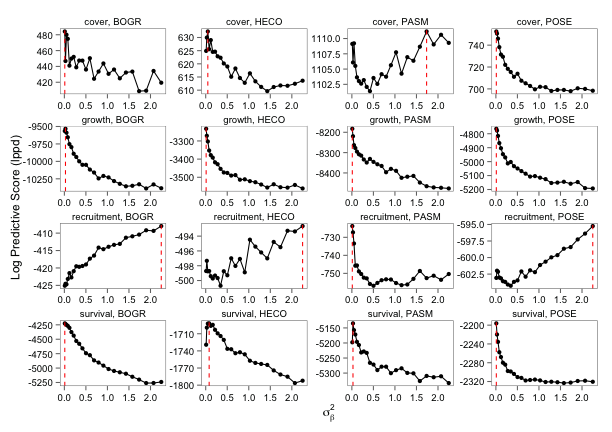 cover, BOGR cover, HECO cover, PASM cover, POSE
480 460 440 420
630 625 620 615 610
1110.0 1107.5 1105.0 1102.5
740 720 700
0.0 0.5 1.0 1.5 2.0 0.0 0.5 1.0 1.5 2.0 0.0 0.5 1.0 1.5 2.0 0.0 0.5 1.0 1.5 2.0
growth, BOGR growth, HECO growth, PASM growth, POSE
-9500 -9750 -10000 -10250
-3300 -3400 -3500
-8200 -8300 -8400
-4800 -4900 -5000 -5100 -5200
0.0 0.5 1.0 1.5 2.0 0.0 0.5 1.0 1.5 2.0 0.0 0.5 1.0 1.5 2.0 0.0 0.5 1.0 1.5 2.0
recruitment, BOGR recruitment, HECO recruitment, PASM recruitment, POSE
-410 -415 -420 -425
-494 -496 -498 -500
-730 -740 -750
-595.0 -597.5 -600.0 -602.5
0.0 0.5 1.0 1.5 2.0 0.0 0.5 1.0 1.5 2.0 0.0 0.5 1.0 1.5 2.0 0.0 0.5 1.0 1.5 2.0
survival, BOGR survival, HECO survival, PASM survival, POSE
-4250 -4500 -4750 -5000 -5250
-1710 -1740 -1770 -1800
-5150 -5200 -5250 -5300
-2200 -2240 -2280 -2320
0.0 0.5 1.0 1.5 2.0 0.0 0.5 1.0 1.5 2.0 0.0 0.5 1.0 1.5 2.0 0.0 0.5 1.0 1.5 2.0
Log Predictive Score (lppd)
σ²β